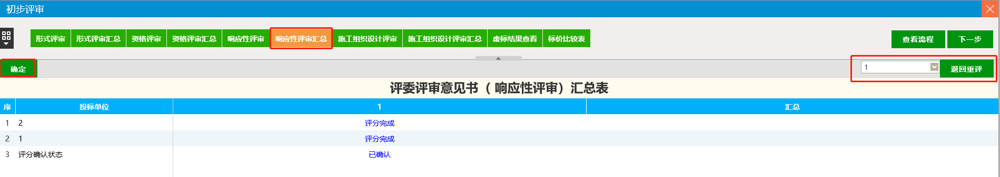 初步评审
形式评审 形式评审汇总 资格评审 资格评审汇总 响应性评审 响应性评审汇总 施工组织设计评审 施工组织设计评审汇总 废标结果查看 标价比较表 查看流程 下一步
确定 1 退回重评
评委评审意见书（ 响应性评审）汇总表
序 投标单位 1 汇总
1 2 评分完成
2 1 评分完成
3 评分确认状态 已确认